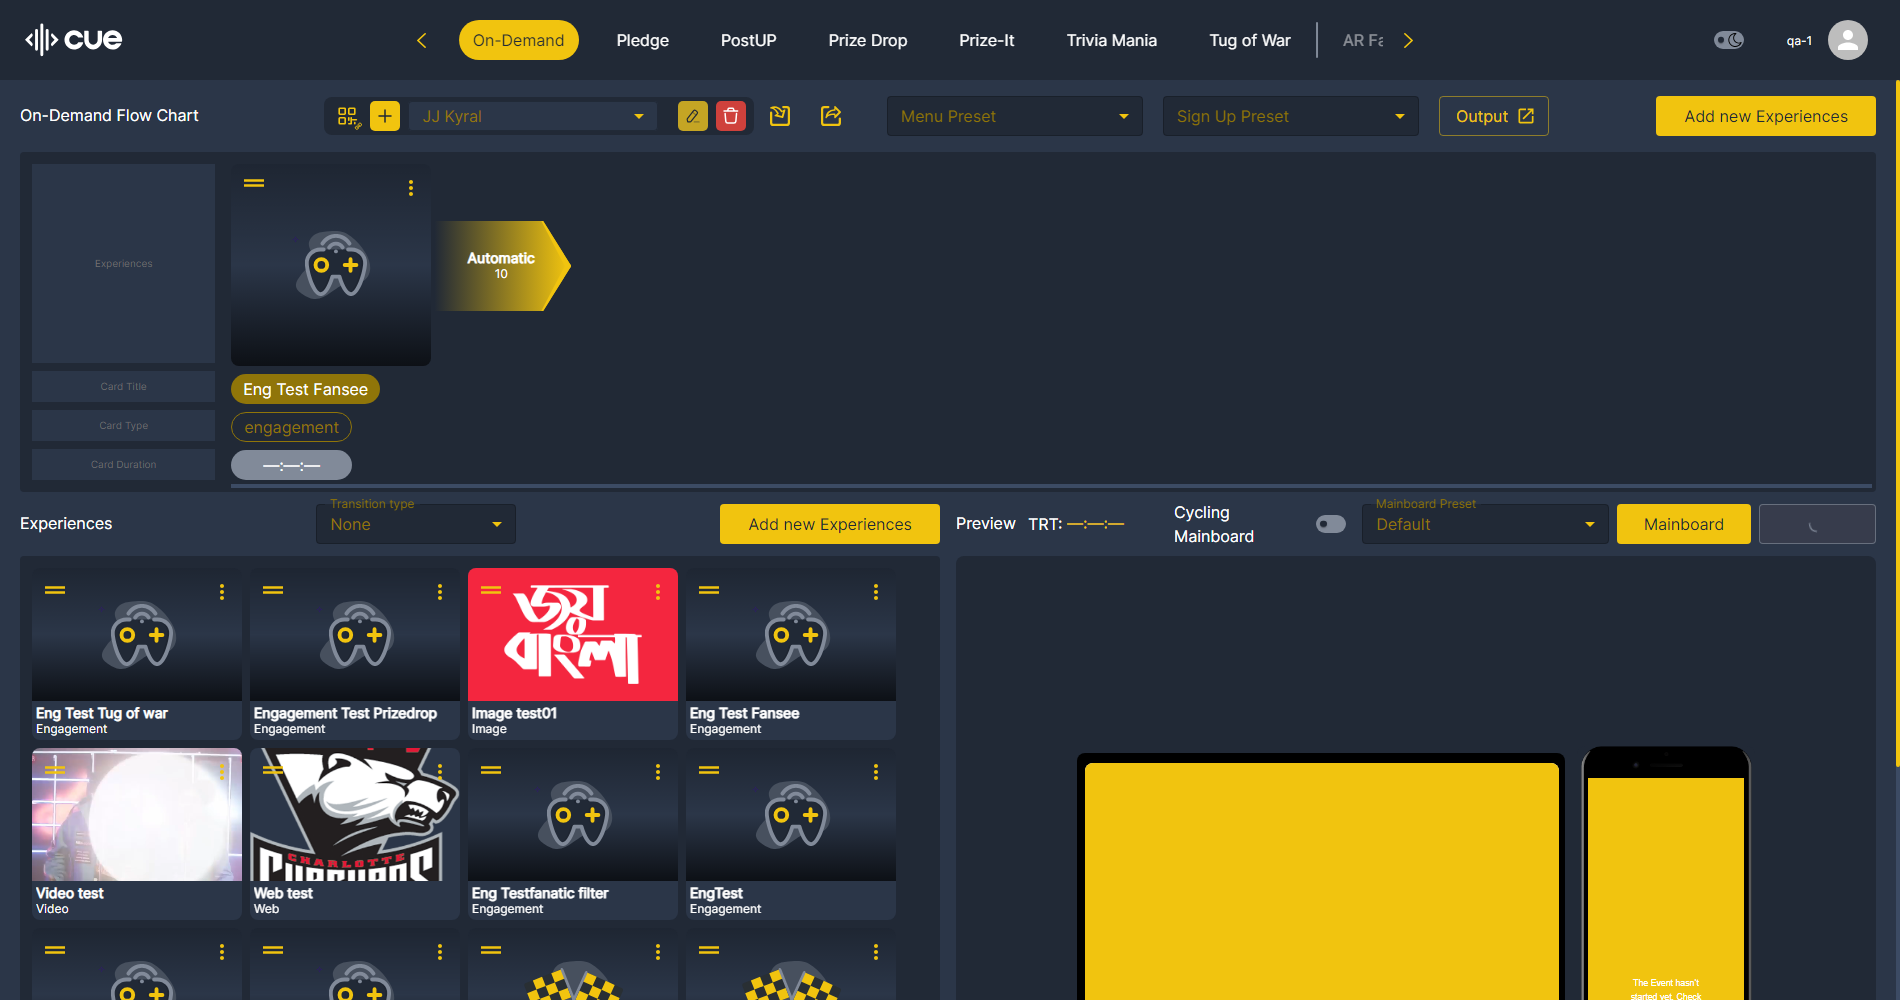 cue
On-Demand
Pledge
PostUP
Prize Drop
Prize-It
Trivia Mania
Tug of War
AR Fa
qa-1
On-Demand Flow Chart
JJ Kyral
Menu Preset
Sign Up Preset
Output
Add new Experiences
Experiences
Automatic
10
Card Title
Eng Test Fansee
Card Type
engagement
Card Duration
—:—:—
Experiences
Transition type
None
Add new Experiences
Preview
TRT: —:—:—
Cycling
Mainboard
Mainboard Preset
Default
Mainboard
জয়
বাংলা
Eng Test Tug of war
Engagement
Engagement Test Prizedrop
Engagement
Image test01
Image
Eng Test Fansee
Engagement
CHARLOTTE
Video test
Video
Web test
Web
Eng Testfanatic filter
Engagement
EngTest
Engagement
The Event hasn't
started yet. Check